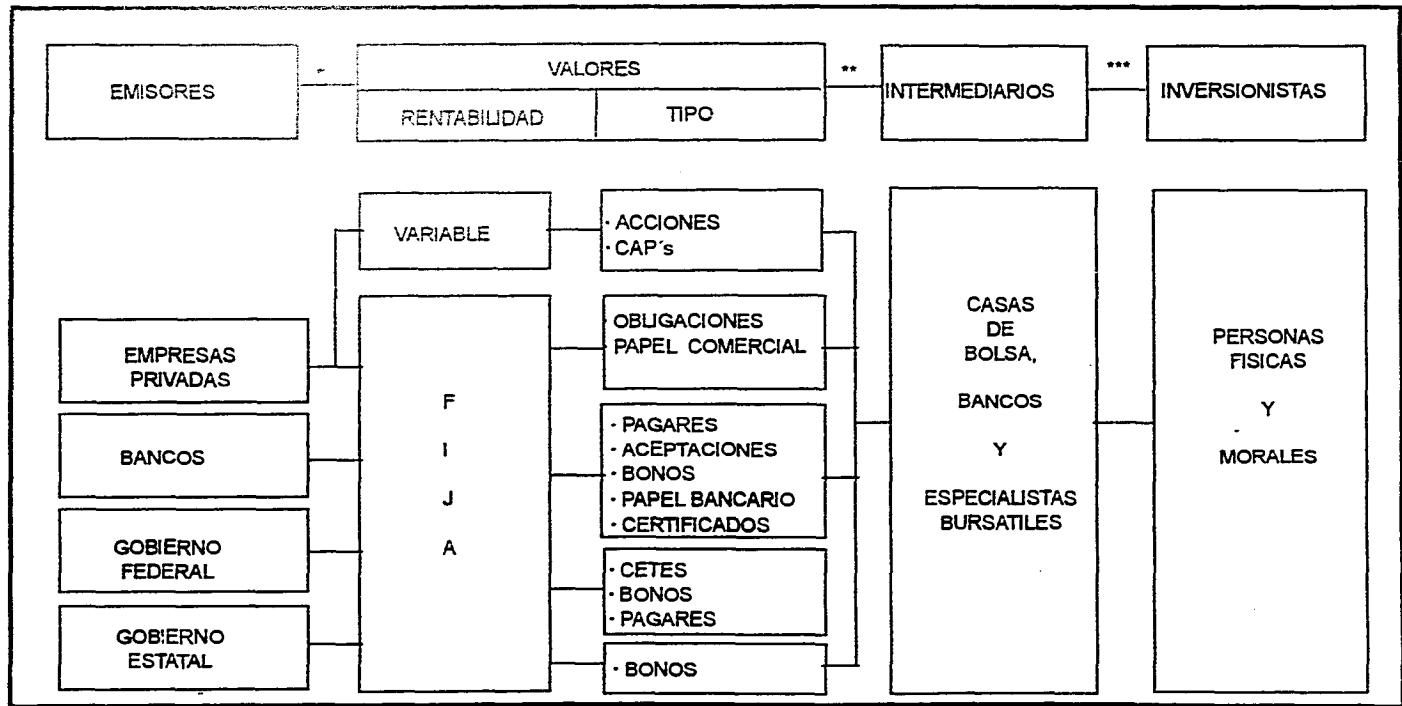 EMISORES
VALORES
RENTABILIDAD
TIPO
**
INTERMEDIARIOS
***
INVERSIONISTAS
VARIABLE
· ACCIONES
· CAP´s
EMPRESAS
PRIVADAS
BANCOS
GOBIERNO
FEDERAL
GOBIERNO
ESTATAL
F
I
J
A
OBLIGACIONES
PAPEL COMERCIAL
· PAGARES
· ACEPTACIONES
· BONOS
· PAPEL BANCARIO
· CERTIFICADOS
· CETES
· BONOS
· PAGARES
· BONOS
CASAS
DE
BOLSA,
BANCOS
Y
ESPECIALISTAS
BURSATILES
PERSONAS
FISICAS
Y
MORALES